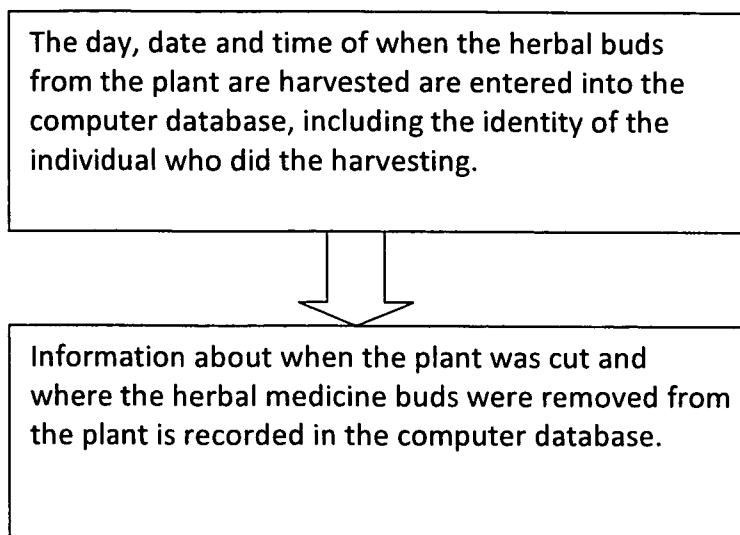 The day, date and time of when the herbal buds
from the plant are harvested are entered into the
computer database, including the identity of the
individual who did the harvesting.
Information about when the plant was cut and
where the herbal medicine buds were removed from
the plant is recorded in the computer database.